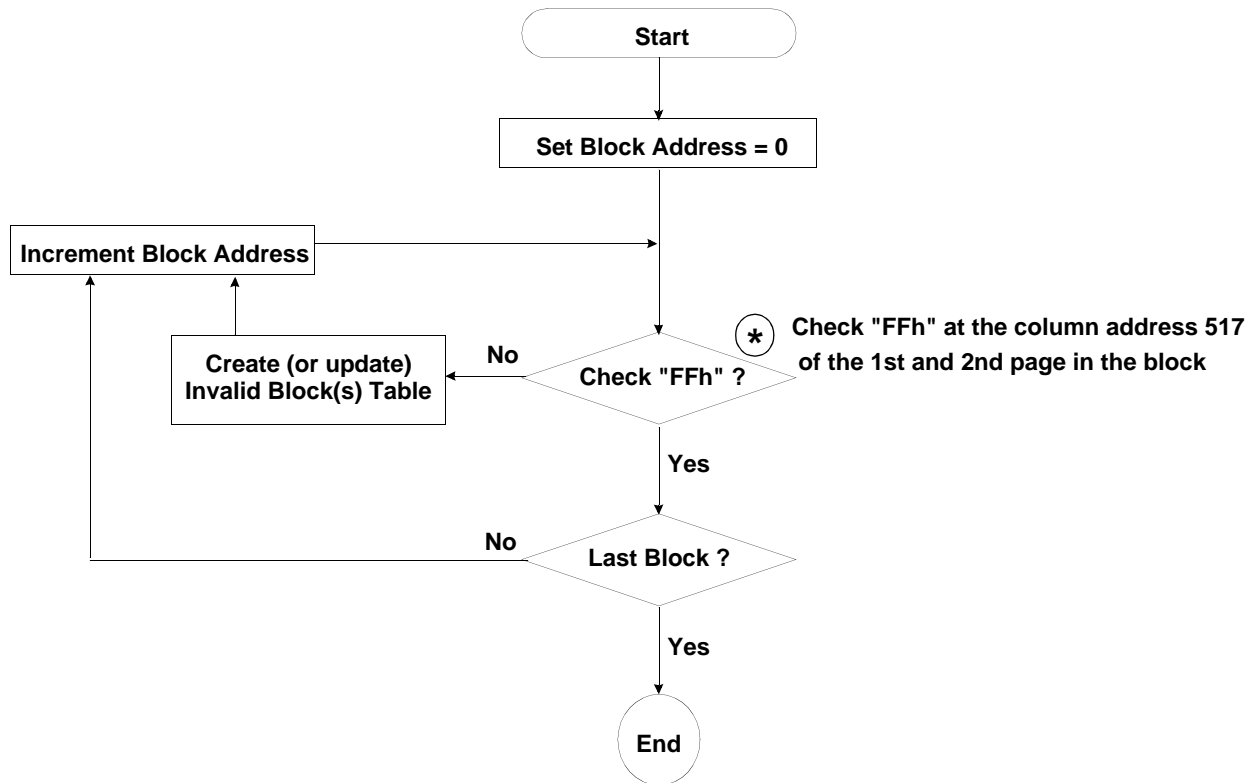 Start
Set Block Address = 0
Increment Block Address
* Check "FFh" at the column address 517
of the 1st and 2nd page in the block
No
Create (or update)
Invalid Block(s) Table
Check "FFh" ?
Yes
No
Last Block ?
Yes
End